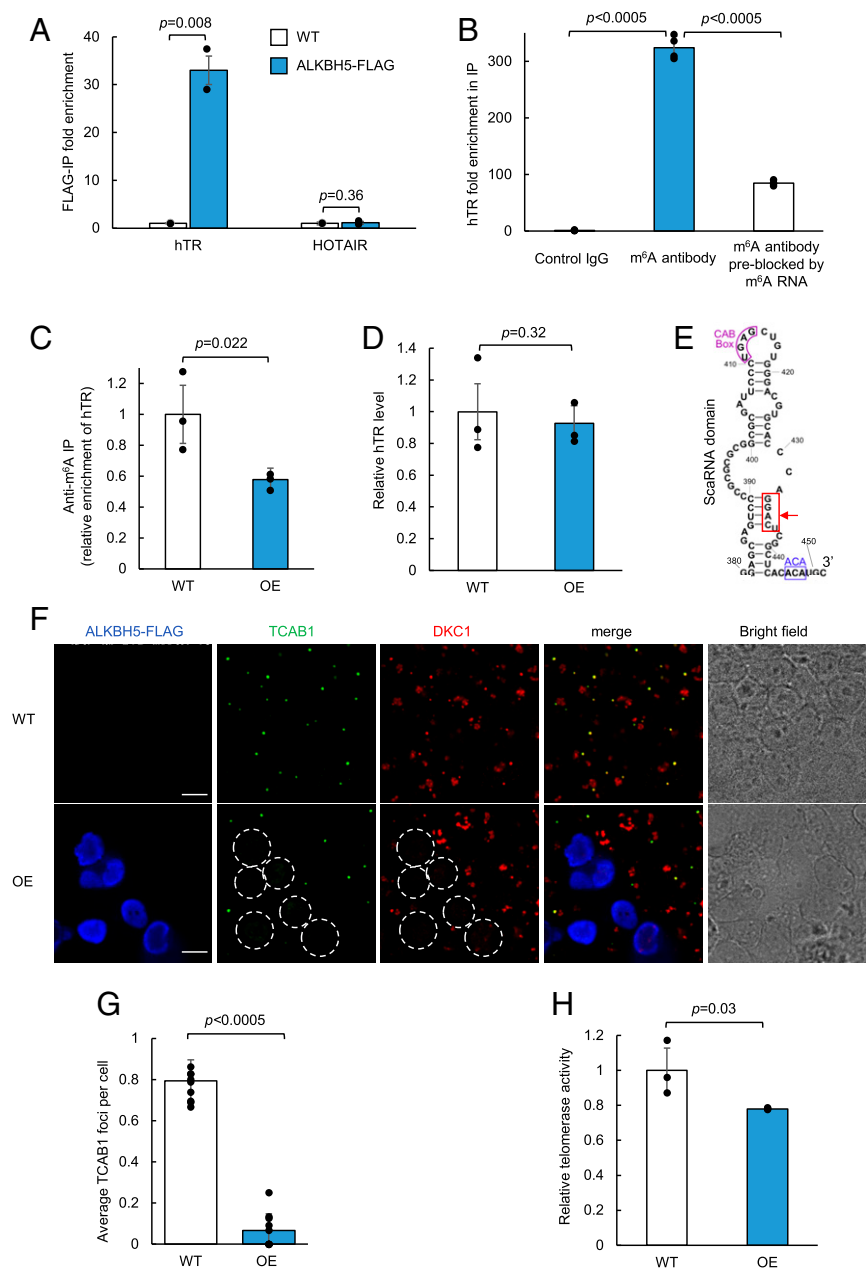 A
p=0.008
WT
ALKBH5-FLAG
FLAG-IP fold enrichment
40
30
20
10
0
p=0.36
hTR
HOTAIR
B
p<0.0005
p<0.0005
hTR fold enrichment in IP
300
200
100
0
Control IgG
m⁶A antibody
m⁶A antibody
pre-blocked by
m⁶A RNA
C
p=0.022
Anti-m⁶A IP
(relative enrichment of hTR)
1.2
1
0.8
0.6
0.4
0.2
0
WT
OE
D
p=0.32
Relative hTR level
1.4
1.2
1
0.8
0.6
0.4
0.2
0
WT
OE
E
CAB
Box
ScaRNA domain
410
420
430
400
390
GGAC
380
440
450
ACA
3’
CACACAUGC
F
ALKBH5-FLAG
TCAB1
DKC1
merge
Bright field
WT
OE
G
p<0.0005
Average TCAB1 foci per cell
1
0.8
0.6
0.4
0.2
0
WT
OE
H
p=0.03
Relative telomerase activity
1.2
1
0.8
0.6
0.4
0.2
0
WT
OE